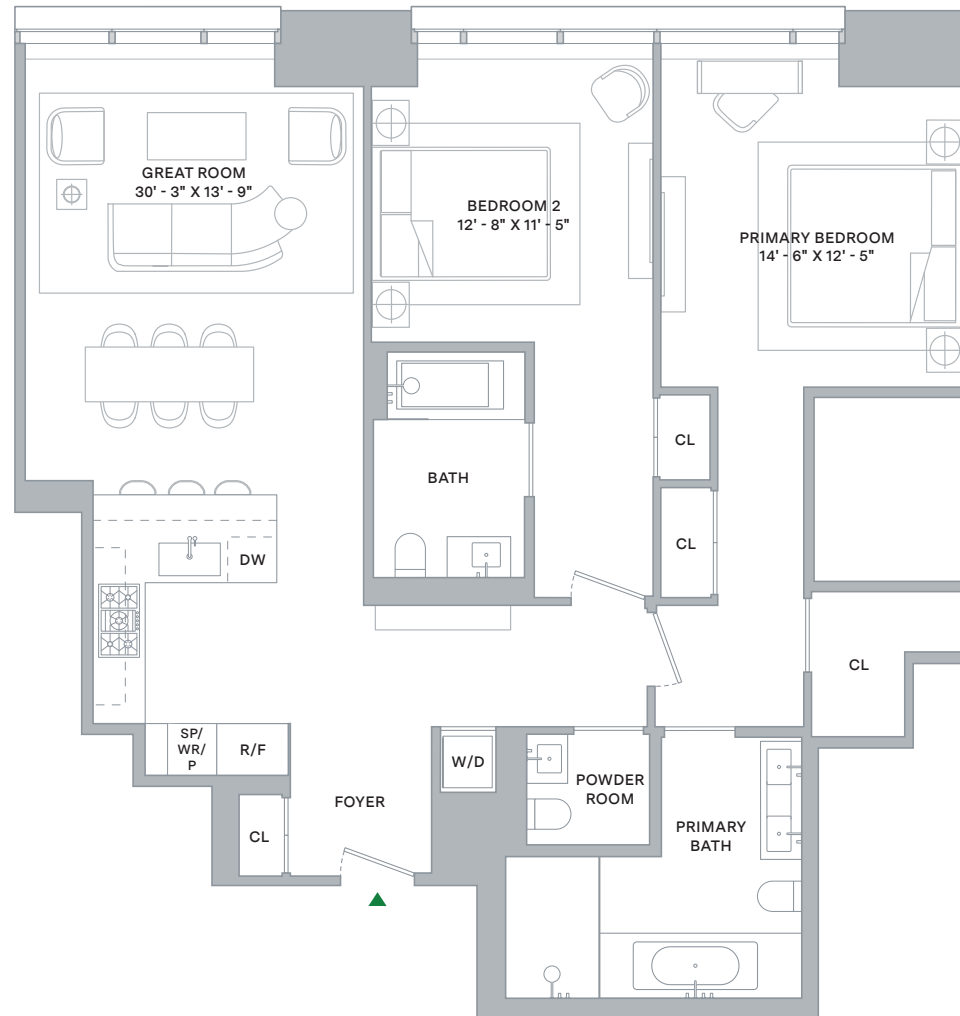 GREAT ROOM
30' - 3" X 13' - 9"
BEDROOM 2
12' - 8" X 11' - 5"
PRIMARY BEDROOM
14' - 6" X 12' - 5"
CL
BATH
CL
DW
CL
SP/
WR/
P
R/F
W/D
POWDER
ROOM
FOYER
CL
PRIMARY
BATH